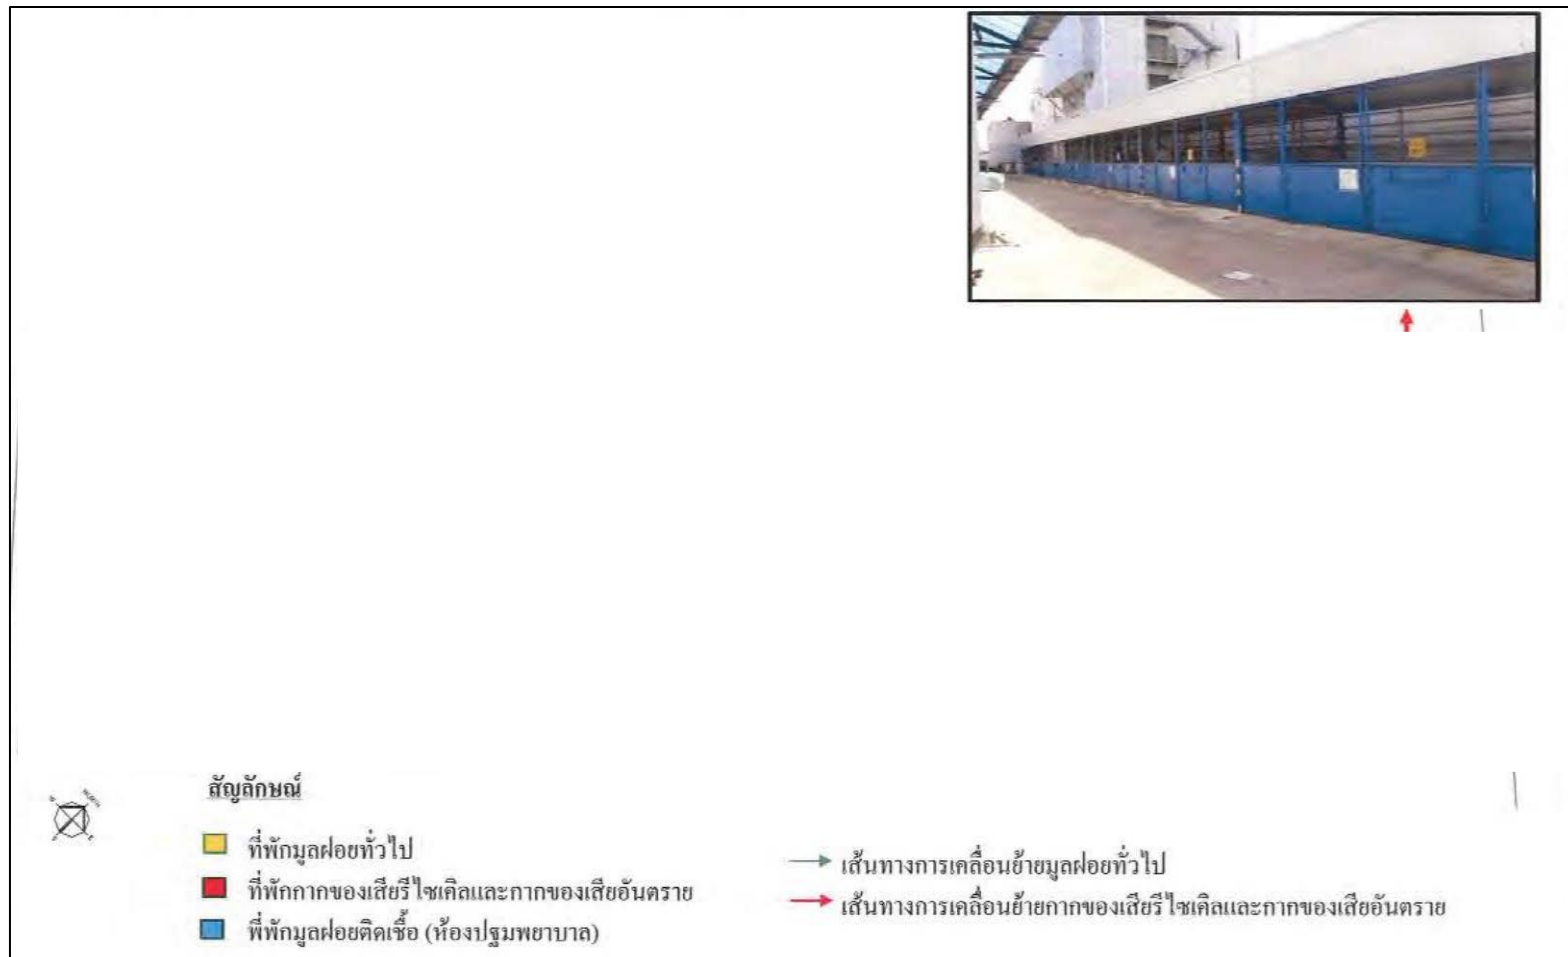 สัญลักษณ์
ที่พักมูลฝอยทั่วไป
ที่พักกากของเสียรีไซเคิลและกากของเสียอันตราย
พี่พักมูลฝอยติดเชื้อ (ห้องปฐมพยาบาล)
เส้นทางการเคลื่อนย้ายมูลฝอยทั่วไป
เส้นทางการเคลื่อนย้ายกากของเสียรีไซเคิลและกากของเสียอันตราย